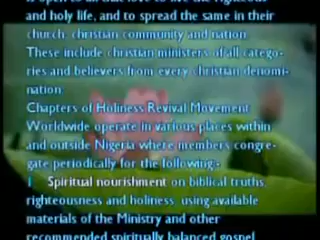 is open to all that love to live the righteous
and holy life, and to spread the same in their
church, christian community and nation.
These include christian ministers of all catego-
ries and believers from every christian denomi-
nation.
Chapters of Holiness Revival Movement
Worldwide operate in various places within
and outside Nigeria where members congre-
gate periodically for the following:-
1 Spiritual nourishment on biblical truths,
righteousness and holiness, using available
materials of the Ministry and other
recommended spiritually balanced gospel